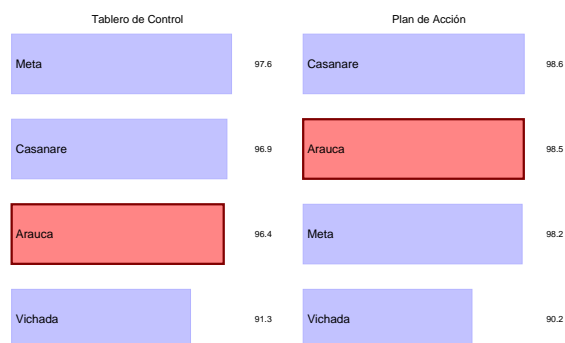 Tablero de Control
Meta 97.6
Casanare 96.9
Arauca 96.4
Vichada 91.3
Plan de Acción
Casanare 98.6
Arauca 98.5
Meta 98.2
Vichada 90.2